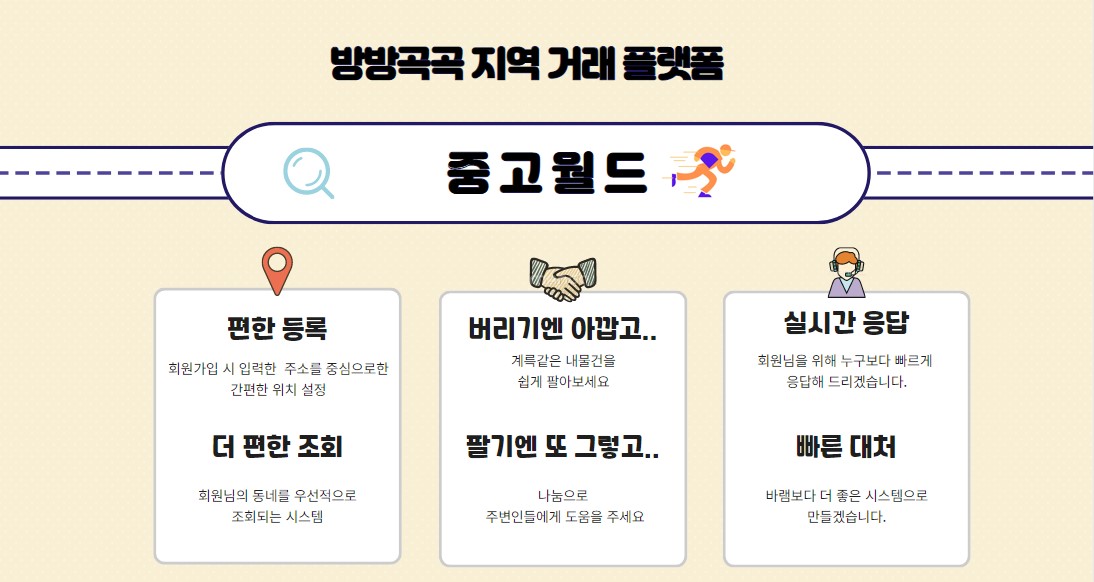 방방곡곡 지역 거래 플랫폼
중고월드
편한 등록
회원가입 시 입력한 주소를 중심으로한
간편한 위치 설정
더 편한 조회
회원님의 동네를 우선적으로
조회되는 시스템
버리기엔 아깝고..
계륵같은 내물건을
쉽게 팔아보세요
팔기엔 또 그렇고..
나눔으로
주변인들에게 도움을 주세요
실시간 응답
회원님을 위해 누구보다 빠르게
응답해 드리겠습니다.
빠른 대처
바램보다 더 좋은 시스템으로
만들겠습니다.